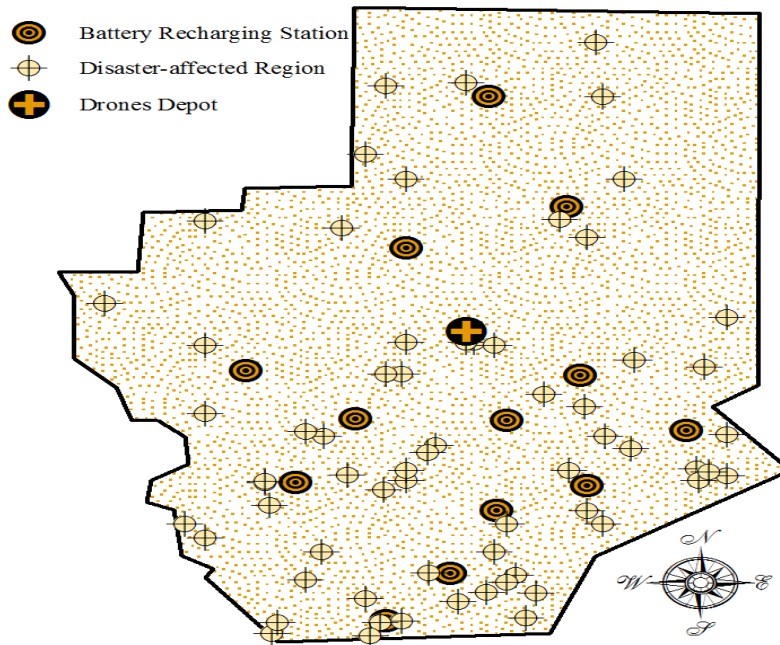 Battery Recharging Station
Disaster-affected Region
Drones Depot
N
W
E
S